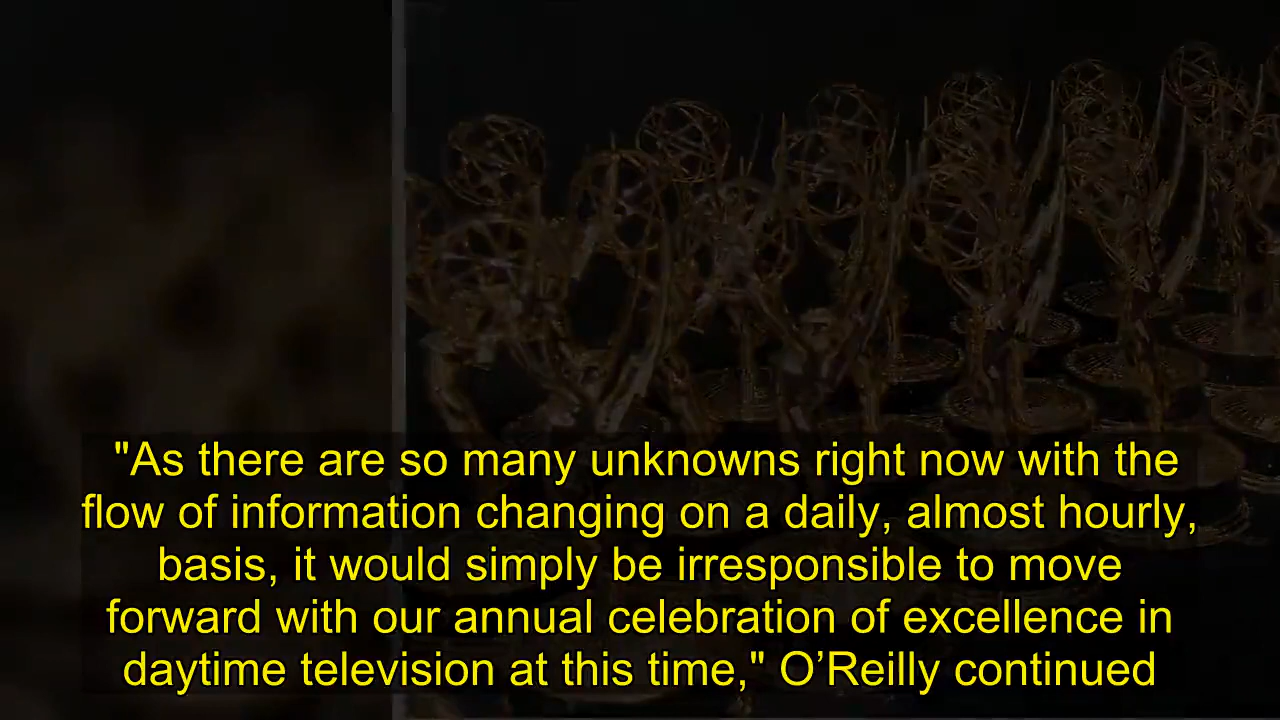 "As there are so many unknowns right now with the
flow of information changing on a daily, almost hourly,
basis, it would simply be irresponsible to move
forward with our annual celebration of excellence in
daytime television at this time," O’Reilly continued